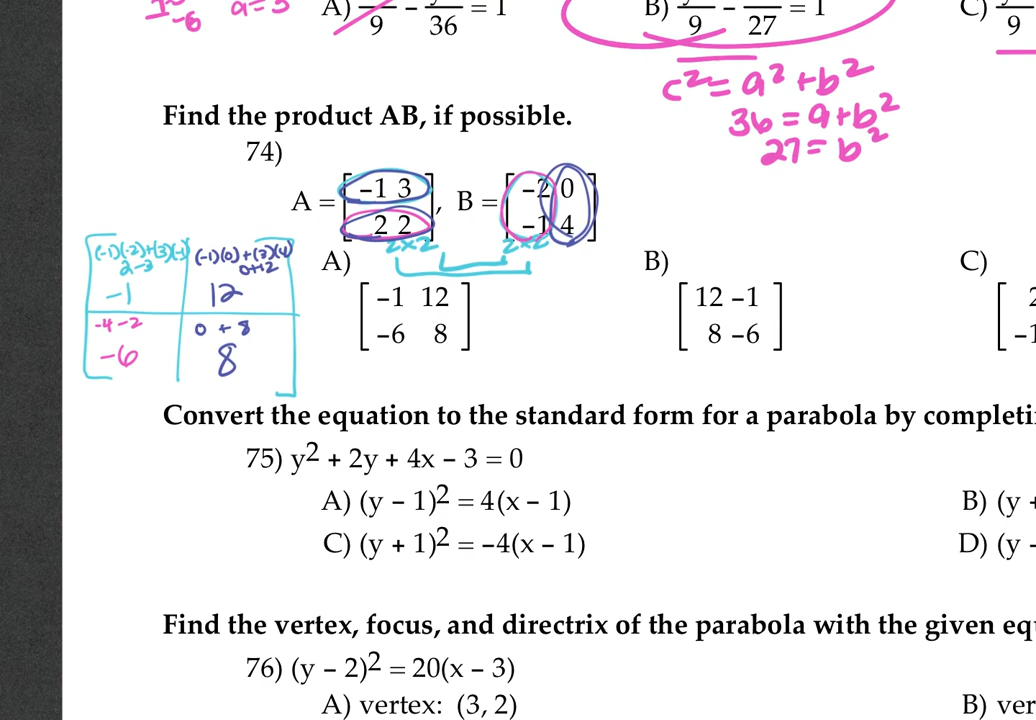 -6 a=3 A) 9 - 36 = 1 B) 9 - 27 = 1 C) 9
c² = a² + b²
36 = 9 + b²
27 = b²
Find the product AB, if possible.
74)
A = [ -1 3 ], B = [ -2 0 ]
2 2 -1 4
2×2 2×2
(-1)(-2)+(3)(-1) (-1)(0)+(3)(4)
2-3 0+12
-1 12
-4-2 0+8
-6 8
A) B) C)
[ -1 12 ] [ 12 -1 ] [
-6 8 8 -6
Convert the equation to the standard form for a parabola by completi
75) y² + 2y + 4x – 3 = 0
A) (y – 1)² = 4(x – 1) B) (y +
C) (y + 1)² = –4(x – 1) D) (y –
Find the vertex, focus, and directrix of the parabola with the given equ
76) (y – 2)² = 20(x – 3)
A) vertex: (3, 2) B) ver